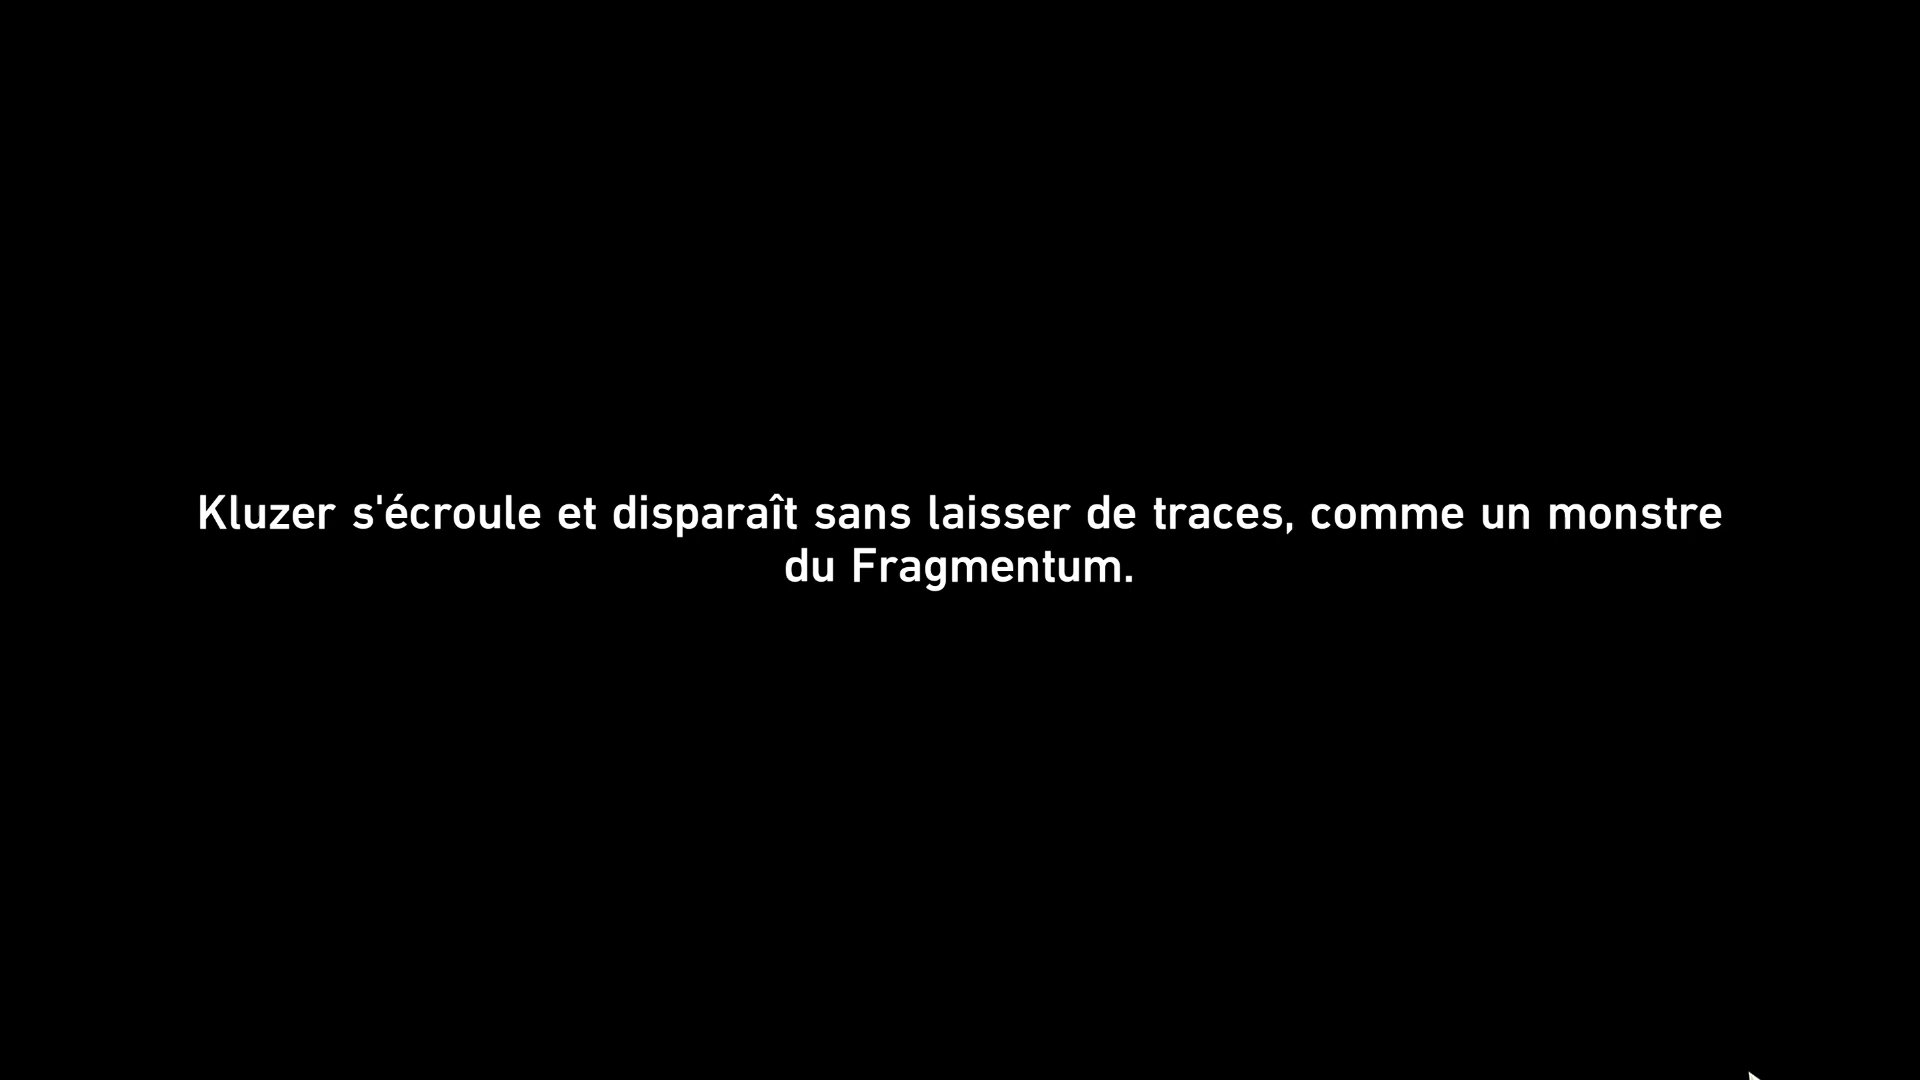 Kluzer s'écroule et disparaît sans laisser de traces, comme un monstre
du Fragmentum.